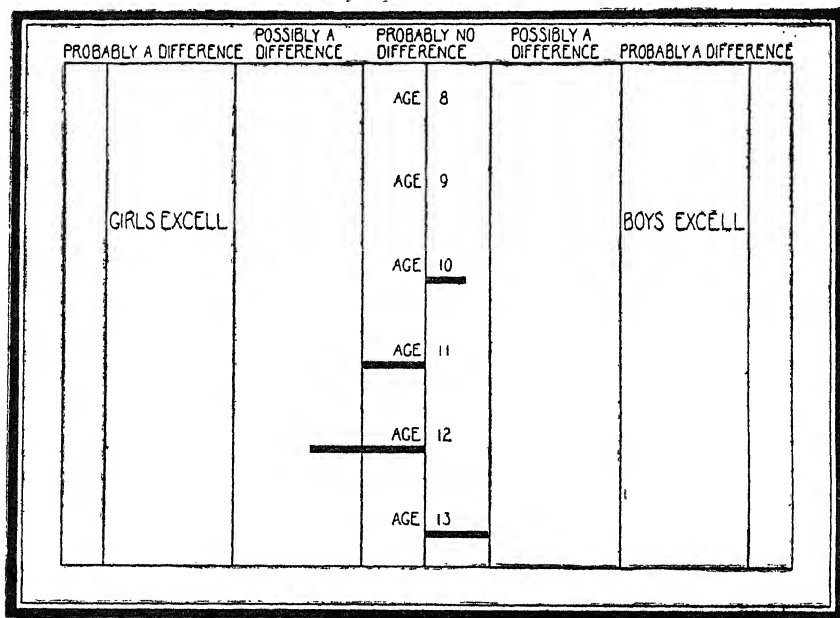 PROBABLY A DIFFERENCE
POSSIBLY A
DIFFERENCE
PROBABLY NO
DIFFERENCE
POSSIBLY A
DIFFERENCE
PROBABLY A DIFFERENCE
AGE 8
AGE 9
GIRLS EXCELL
BOYS EXCELL
AGE 10
AGE 11
AGE 12
AGE 13